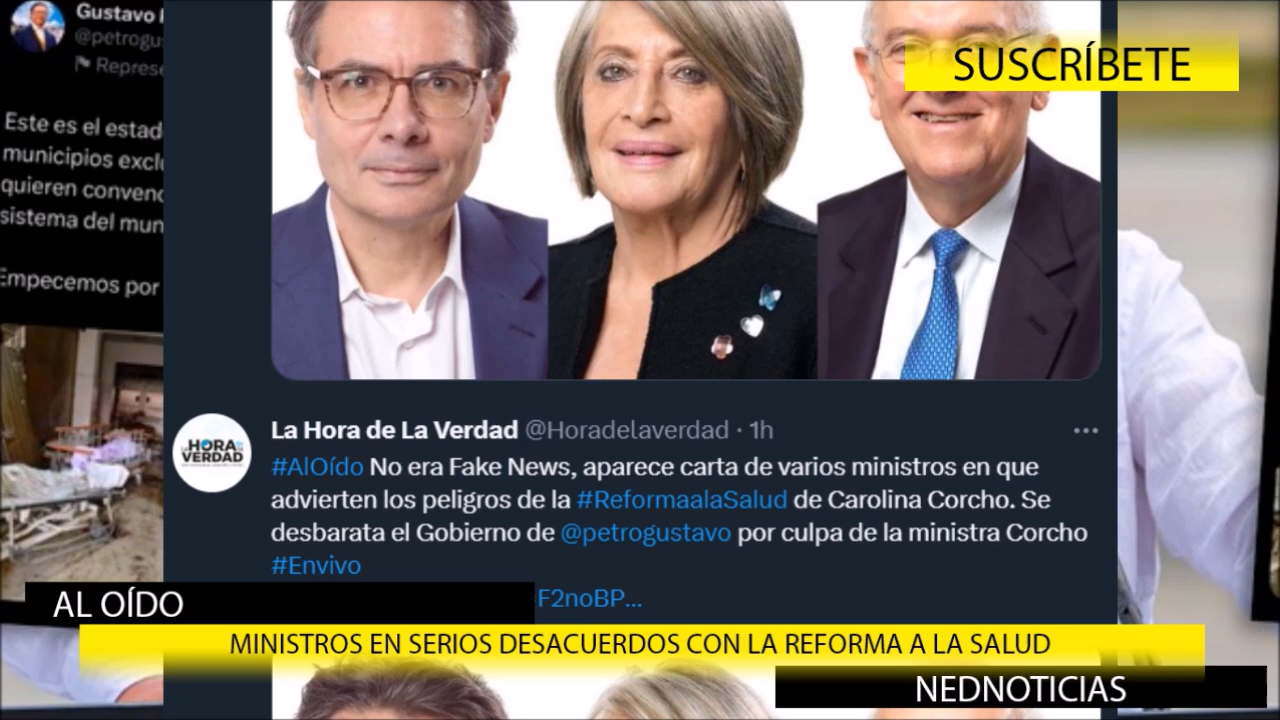 Gustavo
@petrogus
Represe
Este es el estad
municipios exclu
quieren convenc
sistema del mun
Empecemos por
SUSCRÍBETE
HORA
VERDAD
La Hora de La Verdad @Horadelaverdad · 1h
#AlOído No era Fake News, aparece carta de varios ministros en que
advierten los peligros de la #ReformaalaSalud de Carolina Corcho. Se
desbarata el Gobierno de @petrogustavo por culpa de la ministra Corcho
#Envivo
F2noBP...
AL OÍDO
MINISTROS EN SERIOS DESACUERDOS CON LA REFORMA A LA SALUD
NEDNOTICIAS